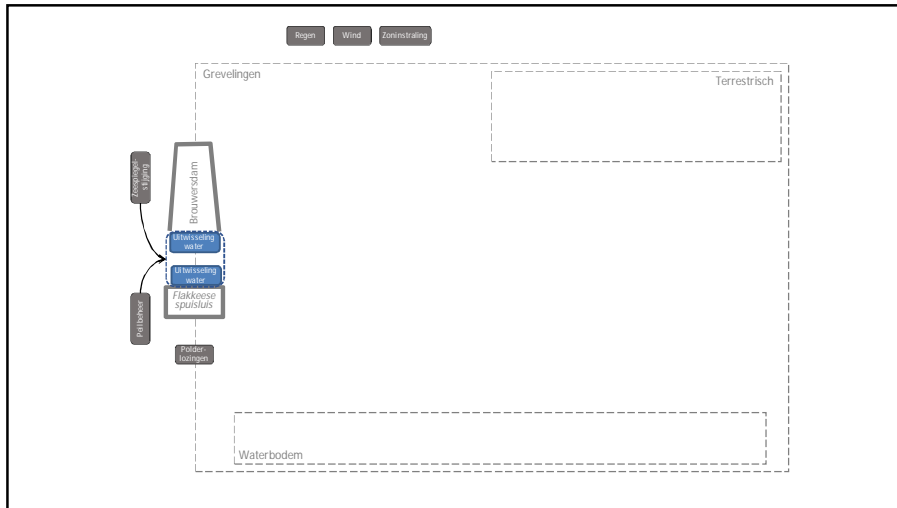 Regen
Wind
Zoninstraling
Grevelingen
Terrestrisch
Zeespiegel-
stijging
Brouwersdam
Uitwisseling
water
Uitwisseling
water
Flakkeese
spuisluis
Peilbeheer
Polder-
lozingen
Waterbodem